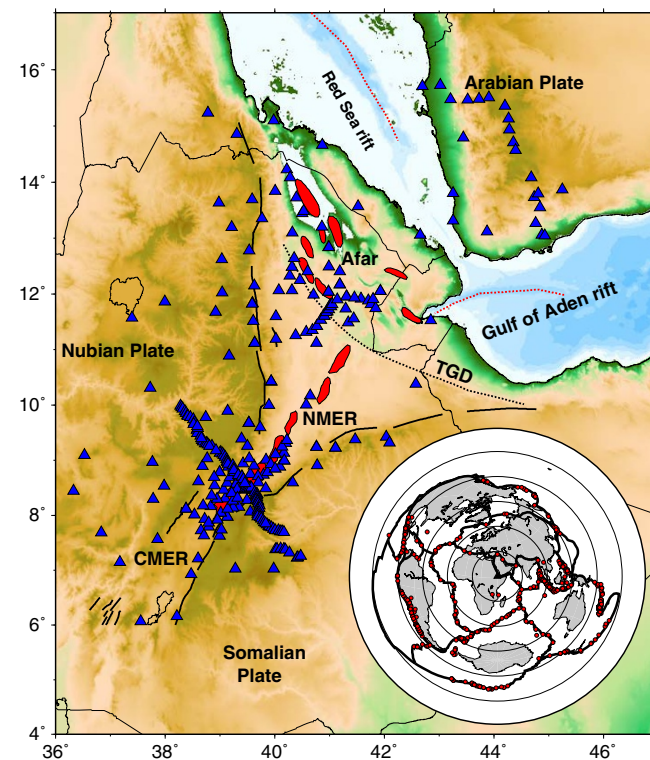 16°
Arabian Plate
Red Sea rift
14°
Afar
12°
Gulf of Aden rift
Nubian Plate
TGD
10°
NMER
8°
CMER
6°
Somalian
Plate
4°
36
38
40
42
44
46